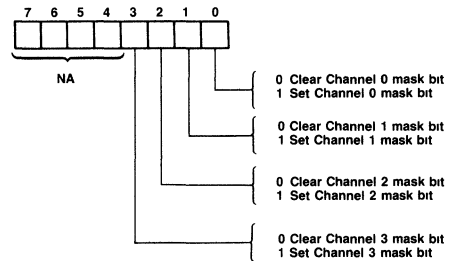 7 6 5 4 3 2 1 0
NA
0 Clear Channel 0 mask bit
1 Set Channel 0 mask bit
0 Clear Channel 1 mask bit
1 Set Channel 1 mask bit
0 Clear Channel 2 mask bit
1 Set Channel 2 mask bit
0 Clear Channel 3 mask bit
1 Set Channel 3 mask bit